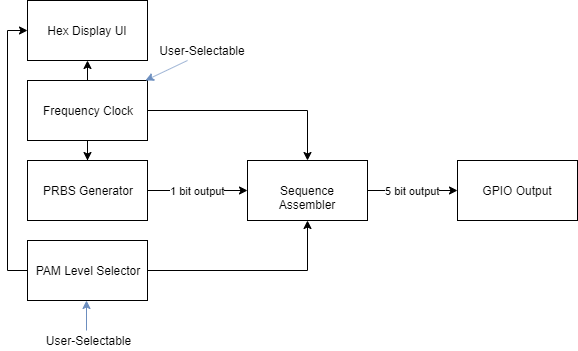 Hex Display UI
User-Selectable
Frequency Clock
PRBS Generator
1 bit output
Sequence
Assembler
5 bit output
GPIO Output
PAM Level Selector
User-Selectable